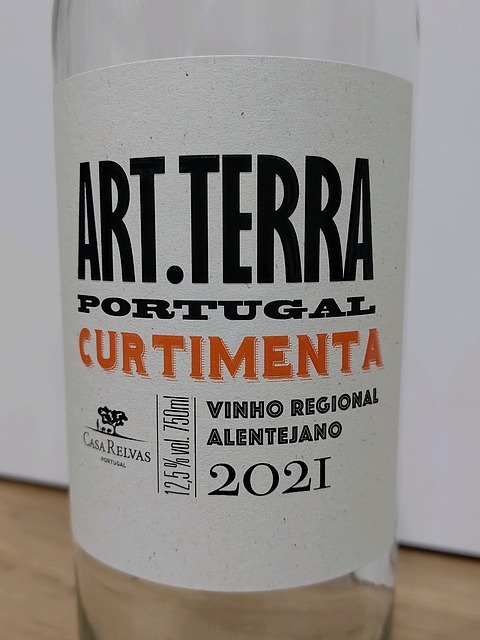 ART.TERRA
PORTUGAL
CURTIMENTA
CASA RELVAS
PORTUGAL
12,5 % vol. 750ml
VINHO REGIONAL
ALENTEJANO
2021